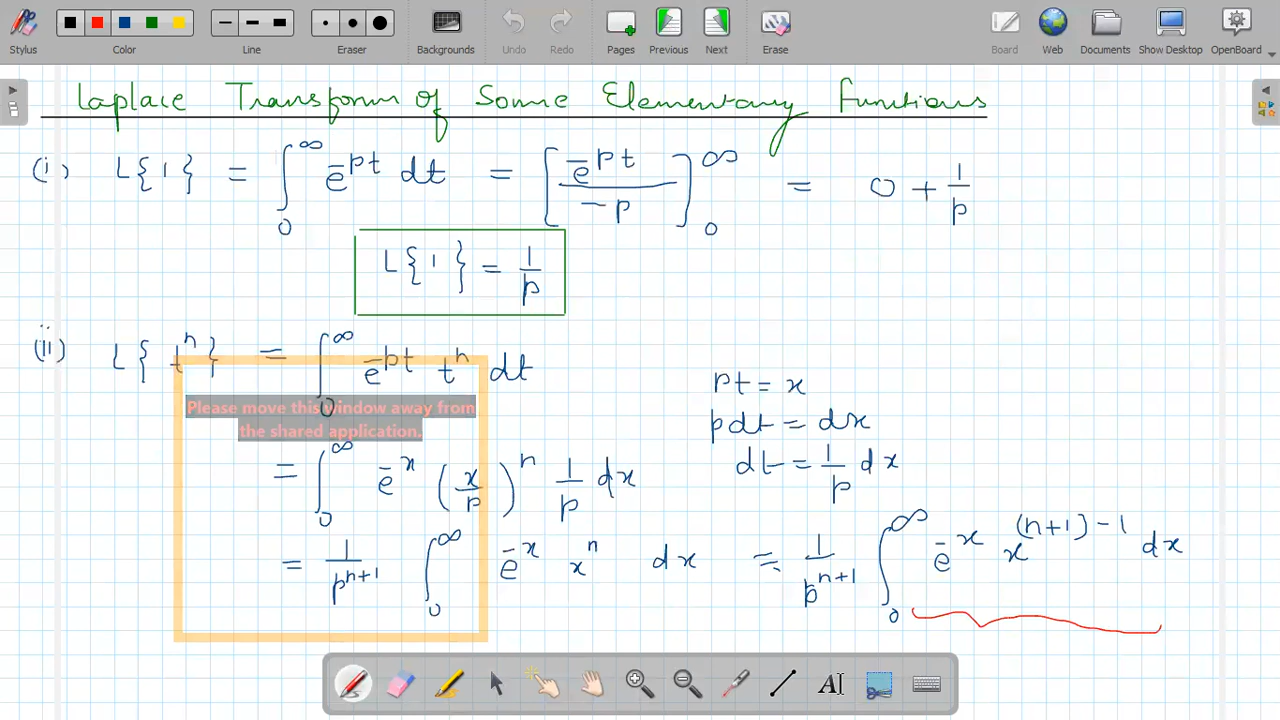 Stylus Color Line Eraser Backgrounds Undo Redo Pages Previous Next Erase Board Web Documents Show Desktop OpenBoard
Laplace Transform of Some Elementary Functions
(i) L{1} = ∫₀^∞ e^-pt dt = [e^-pt / -p]₀^∞ = 0 + 1/p
L{1} = 1/p
(ii) L{t^n} = ∫₀^∞ e^-pt t^n dt
pt = x
Please move this window away from
the shared application.
p dt = dx
dt = 1/p dx
= ∫₀^∞ e^-x (x/p)^n 1/p dx
= 1/p^n+1 ∫₀^∞ e^-x x^n dx = 1/p^n+1 ∫₀^∞ e^-x x^(n+1)-1 dx